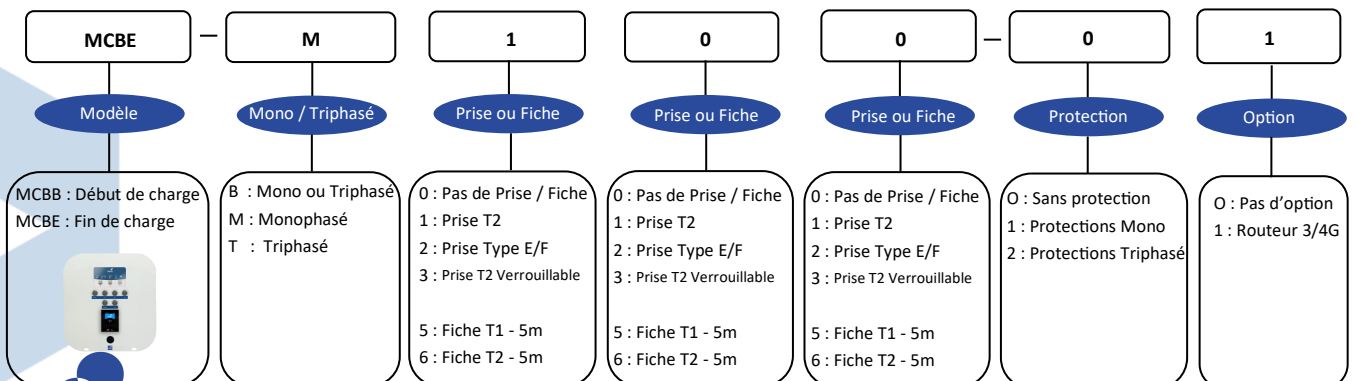 MCBE – M 1 0 0 – 0 1
Modèle
Mono / Triphasé
Prise ou Fiche
Prise ou Fiche
Prise ou Fiche
Protection
Option
MCBB : Début de charge
MCBE : Fin de charge
B : Mono ou Triphasé
M : Monophasé
T : Triphasé
0 : Pas de Prise / Fiche
1 : Prise T2
2 : Prise Type E/F
3 : Prise T2 Verrouillable
5 : Fiche T1 - 5m
6 : Fiche T2 - 5m
0 : Pas de Prise / Fiche
1 : Prise T2
2 : Prise Type E/F
3 : Prise T2 Verrouillable
5 : Fiche T1 - 5m
6 : Fiche T2 - 5m
0 : Pas de Prise / Fiche
1 : Prise T2
2 : Prise Type E/F
3 : Prise T2 Verrouillable
5 : Fiche T1 - 5m
6 : Fiche T2 - 5m
O : Sans protection
1 : Protections Mono
2 : Protections Triphasé
O : Pas d’option
1 : Routeur 3/4G